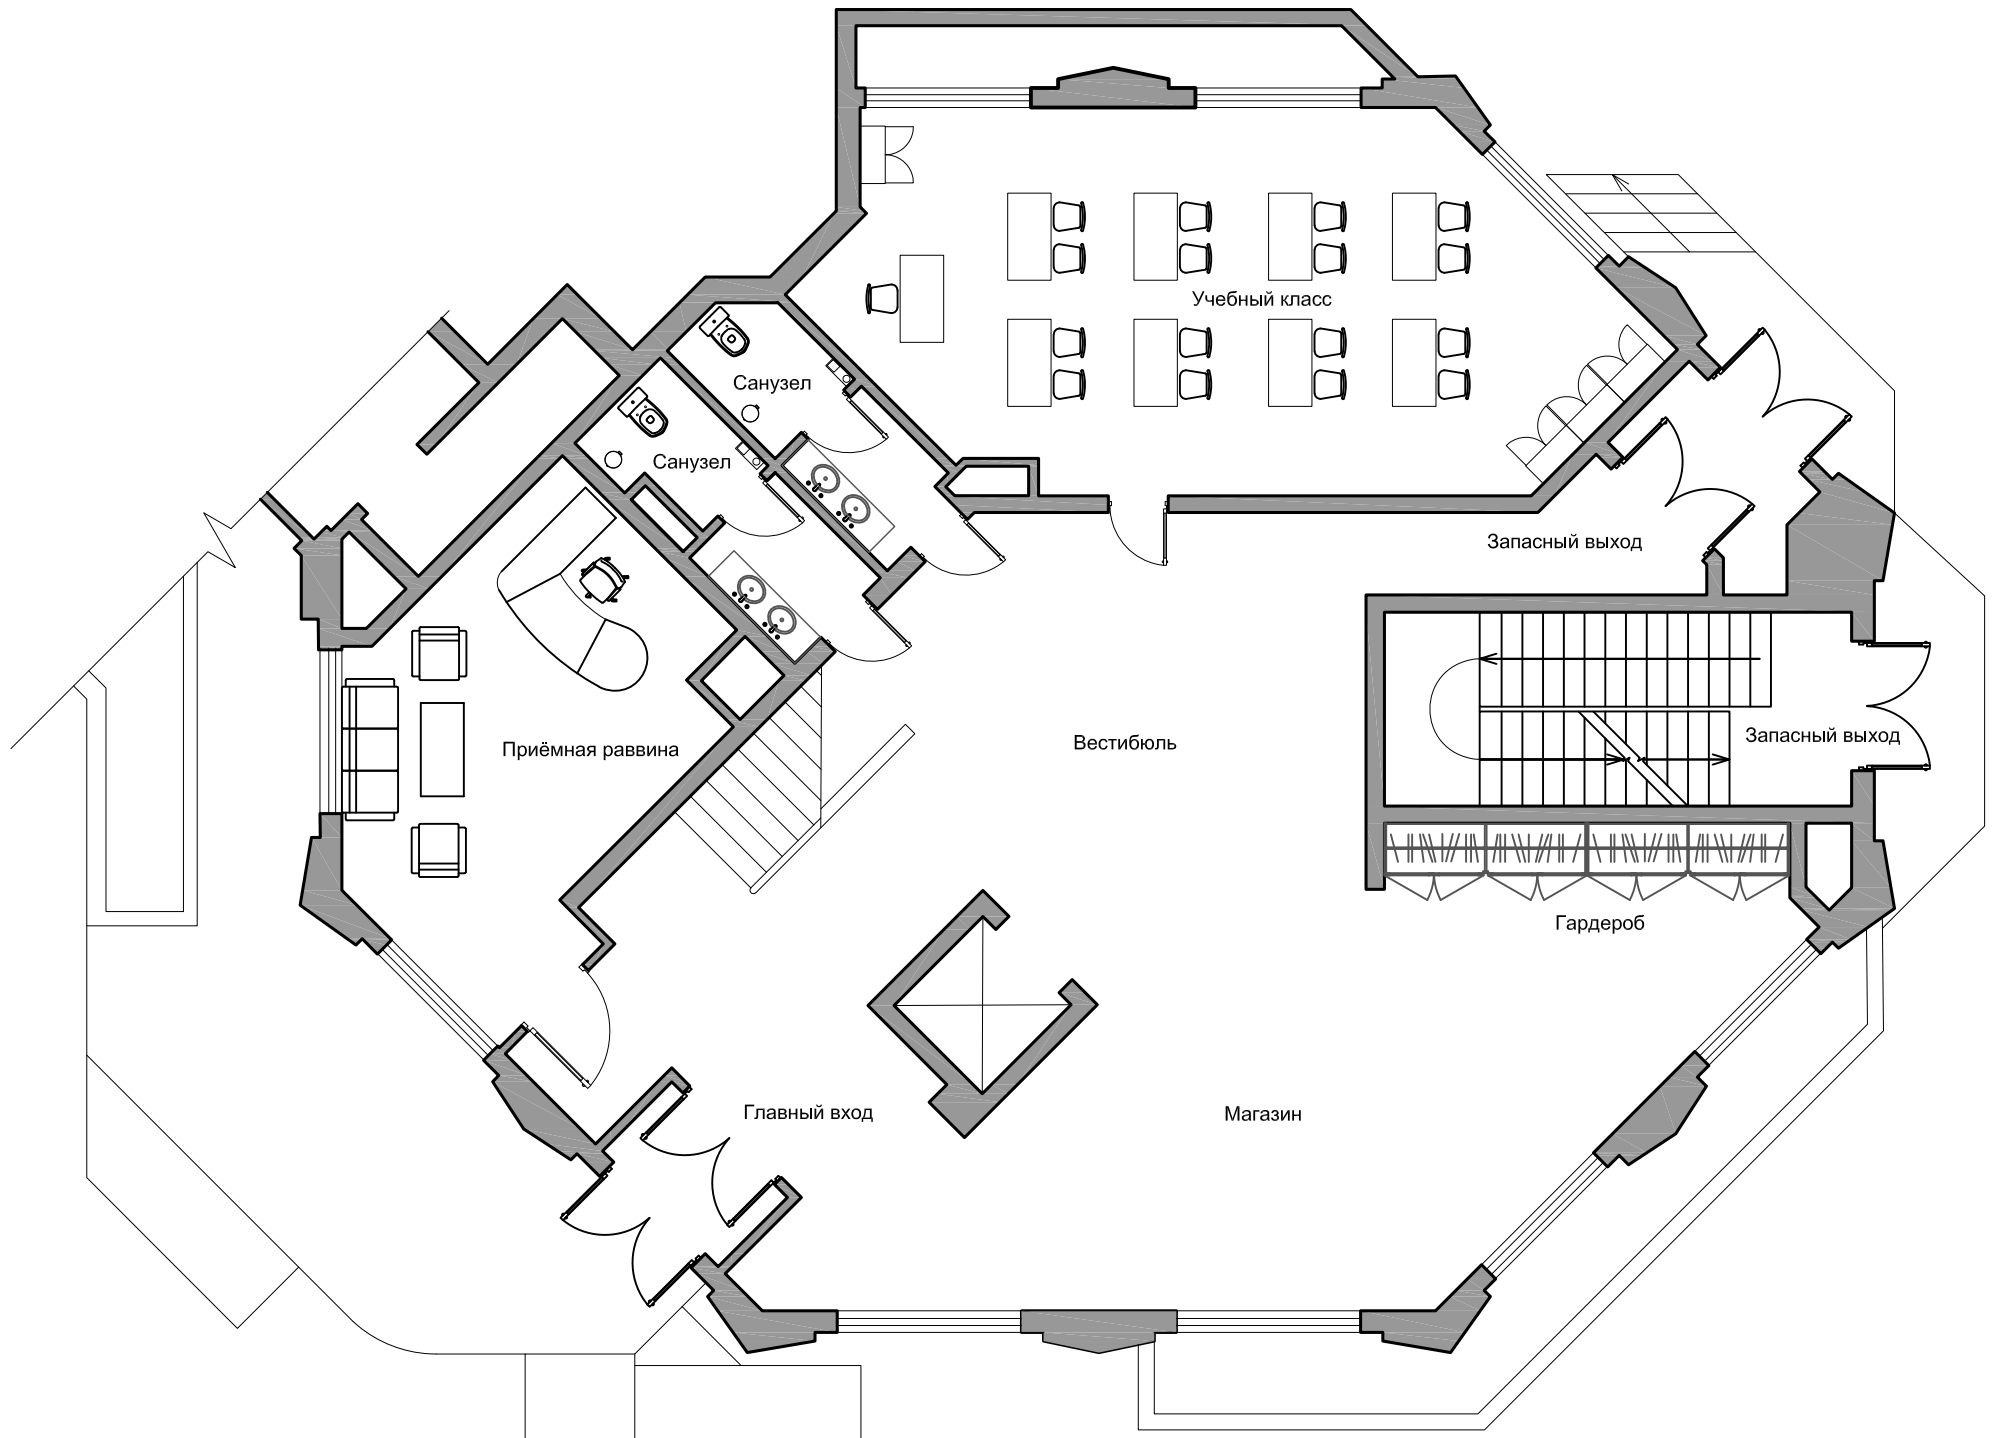 Учебный класс
Санузел
Санузел
Запасный выход
Запасный выход
Вестибюль
Приёмная раввина
Гардероб
Главный вход
Магазин